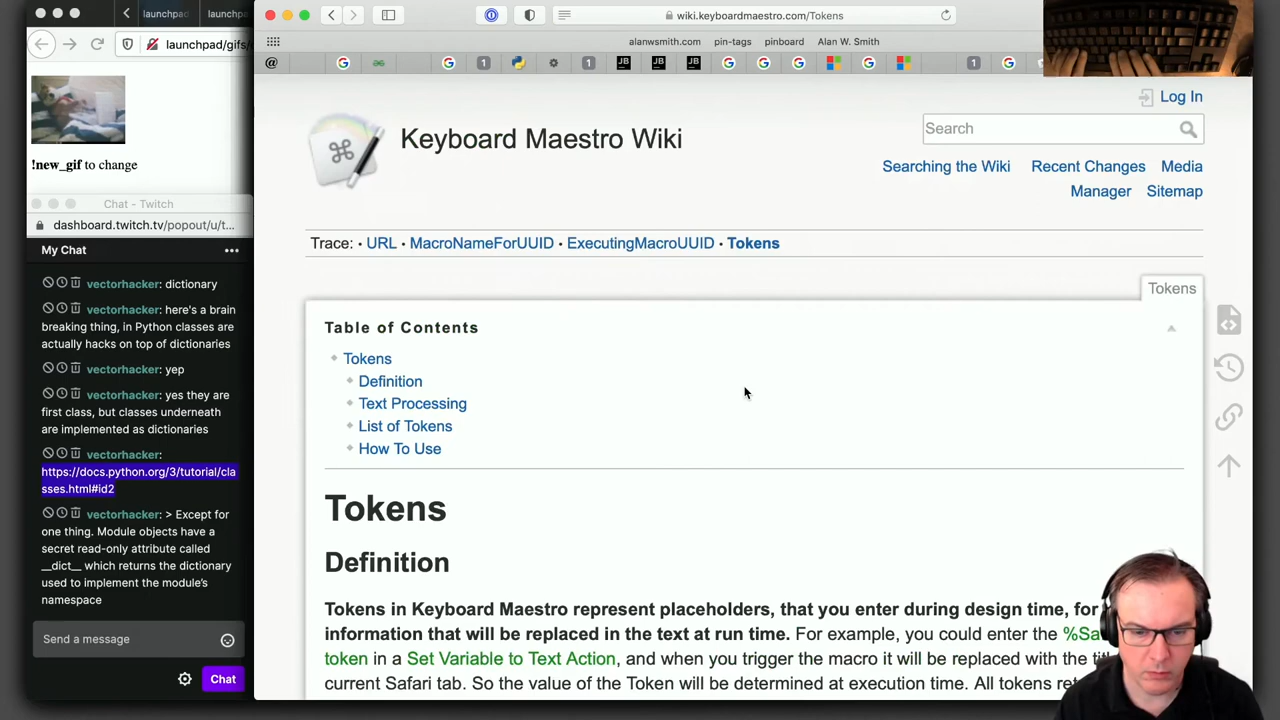 launchpad
launchpad
launchpad/gifs/
!new_gif to change
Chat - Twitch
dashboard.twitch.tv/popout/u/t...
My Chat
vectorhacker: dictionary
vectorhacker: here's a brain
breaking thing, in Python classes are
actually hacks on top of dictionaries
vectorhacker: yep
vectorhacker: yes they are
first class, but classes underneath
are implemented as dictionaries
vectorhacker:
https://docs.python.org/3/tutorial/cla
sses.html#id2
vectorhacker: > Except for
one thing. Module objects have a
secret read-only attribute called
__dict__ which returns the dictionary
used to implement the module's
namespace
Send a message
Chat
wiki.keyboardmaestro.com/Tokens
alanwsmith.com pin-tags pinboard Alan W. Smith
Log In
Keyboard Maestro Wiki
Search
Searching the Wiki Recent Changes Media
Manager Sitemap
Trace: • URL • MacroNameForUUID • ExecutingMacroUUID • Tokens
Tokens
Table of Contents
Tokens
Definition
Text Processing
List of Tokens
How To Use
Tokens
Definition
Tokens in Keyboard Maestro represent placeholders, that you enter during design time, for
information that will be replaced in the text at run time. For example, you could enter the %Sa
token in a Set Variable to Text Action, and when you trigger the macro it will be replaced with the titl
current Safari tab. So the value of the Token will be determined at execution time. All tokens ret